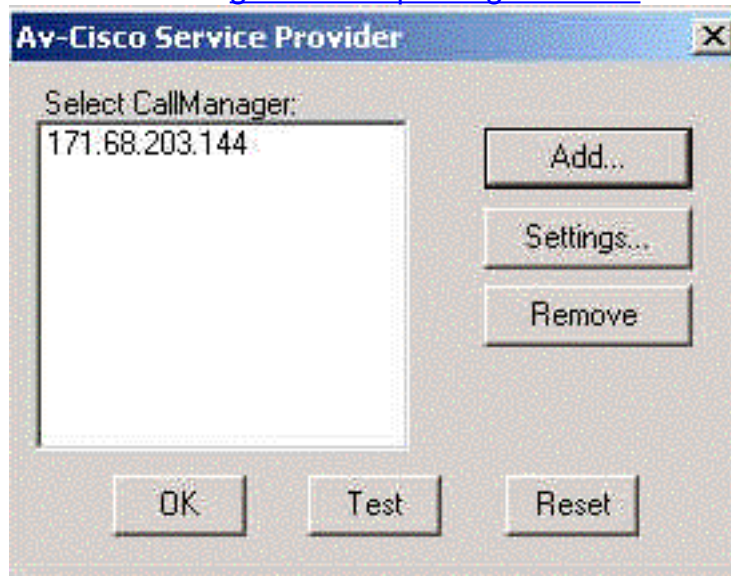 Av-Cisco Service Provider
Select CallManager:
171.68.203.144
Add...
Settings...
Remove
OK
Test
Reset